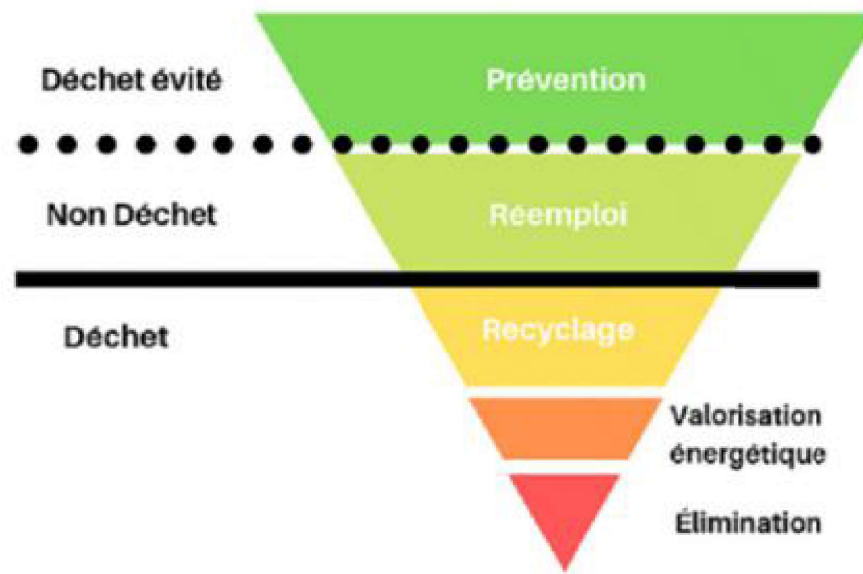 Déchet évité
Prévention
Non Déchet
Réemploi
Déchet
Recyclage
Valorisation
énergétique
Élimination